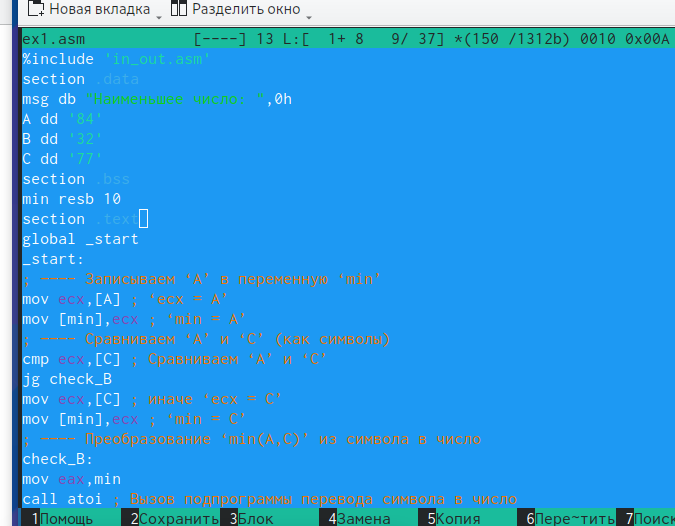 Новая вкладка Разделить окно
ex1.asm [----] 13 L:[ 1+ 8 9/ 37] *(150 /1312b) 0010 0x00A
%include 'in_out.asm'
section .data
msg db "Наименьшее число: ",0h
A dd '84'
B dd '32'
C dd '77'
section .bss
min resb 10
section .text
global _start
_start:
; ---- Записываем 'A' в переменную 'min'
mov ecx,[A] ; 'ecx = A'
mov [min],ecx ; 'min = A'
; ---- Сравниваем 'A' и 'С' (как символы)
cmp ecx,[C] ; Сравниваем 'A' и 'С'
jg check_B
mov ecx,[C] ; иначе 'ecx = C'
mov [min],ecx ; 'min = C'
; ---- Преобразование 'min(A,C)' из символа в число
check_B:
mov eax,min
call atoi ; Вызов подпрограммы перевода символа в число
1Помощь 2Сохранить 3Блок 4Замена 5Копия 6Пере~тить 7Поиск